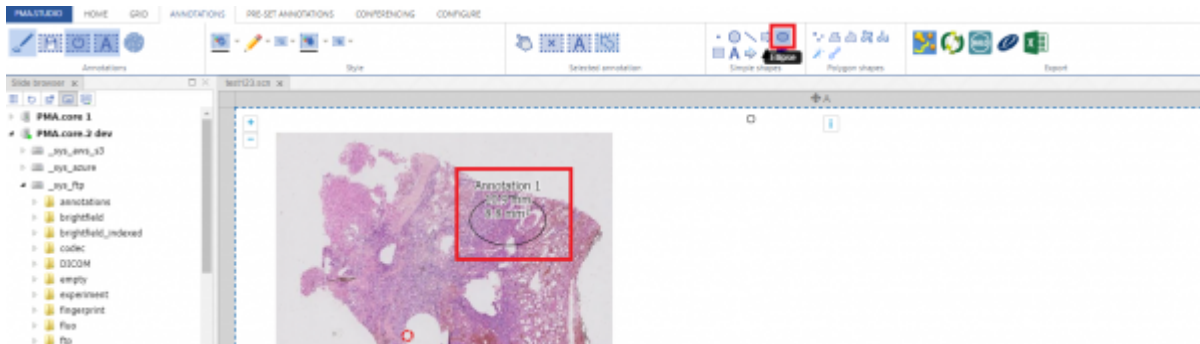 PMA.STUDIO HOME GRID ANNOTATIONS PRE-SET ANNOTATIONS CONFERENCING CONFIGURE
Ellipse
Annotations Style Selected annotation Simple shapes Polygon shapes Export
Slide browser x
A
PMA.core 1
PMA.core.2 dev
_sys_aws_s3
_sys_azure
_sys_ftp
annotations
brightfield
brightfield_indexed
codec
DICOM
empty
experiment
fingerprint
fluo
ftp
Annotation 1